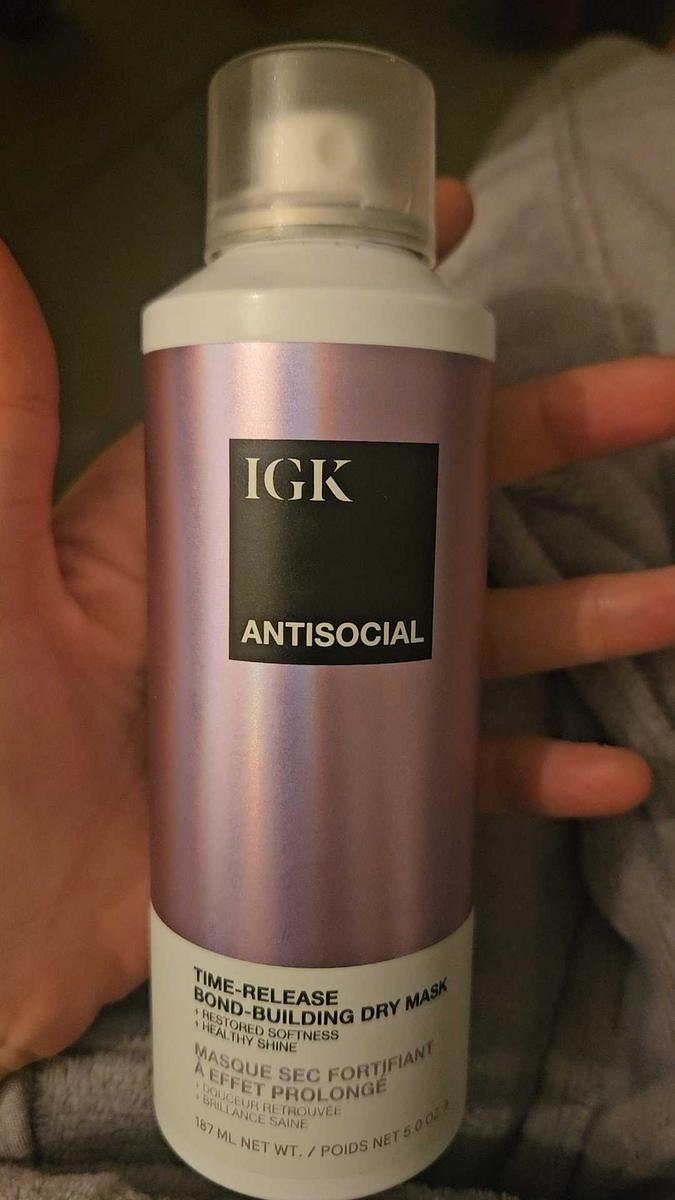 IGK
ANTISOCIAL
TIME-RELEASE
BOND-BUILDING DRY MASK
+ RESTORED SOFTNESS
+ HEALTHY SHINE
MASQUE SEC FORTIFIANT
À EFFET PROLONGÉ
+ DOUCEUR RETROUVÉE
+ BRILLANCE SAINE
187 ML NET WT. / POIDS NET 5.0 OZ